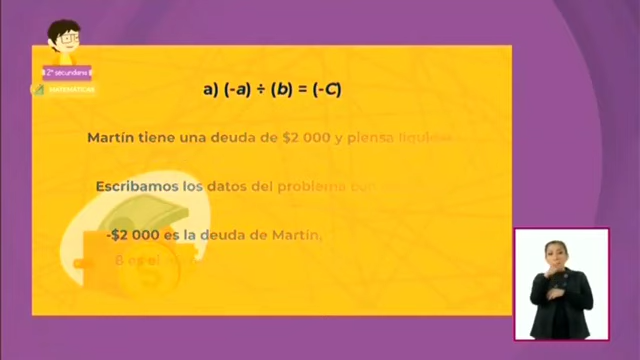 2° secundaria
MATEMÁTICAS
a) (-a) ÷ (b) = (-C)
Martín tiene una deuda de $2 000 y piensa liquidar
Escribamos los datos del problema con
-$2 000 es la deuda de Martín,
8 es el